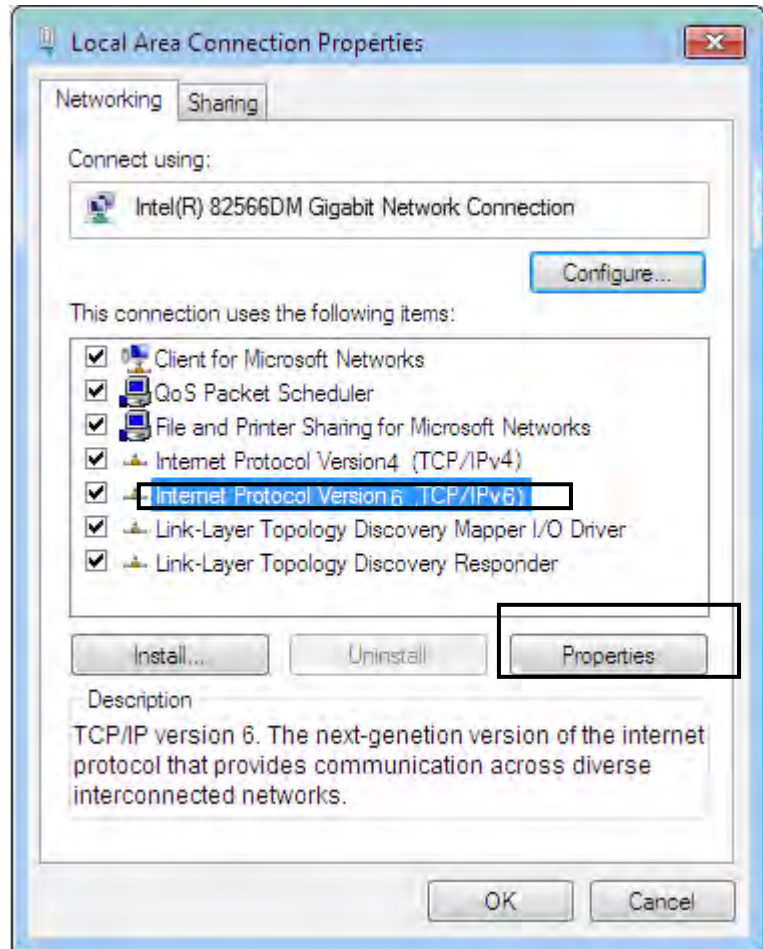 Local Area Connection Properties
Networking
Sharing
Connect using:
Intel(R) 82566DM Gigabit Network Connection
Configure...
This connection uses the following items:
Client for Microsoft Networks
QoS Packet Scheduler
File and Printer Sharing for Microsoft Networks
Internet Protocol Version4 (TCP/IPv4)
Internet Protocol Version 6 .TCP/IPv6)
Link-Layer Topology Discovery Mapper I/O Driver
Link-Layer Topology Discovery Responder
Install...
Uninstall
Properties
Description
TCP/IP version 6. The next-genetion version of the internet
protocol that provides communication across diverse
interconnected networks.
OK
Cancel